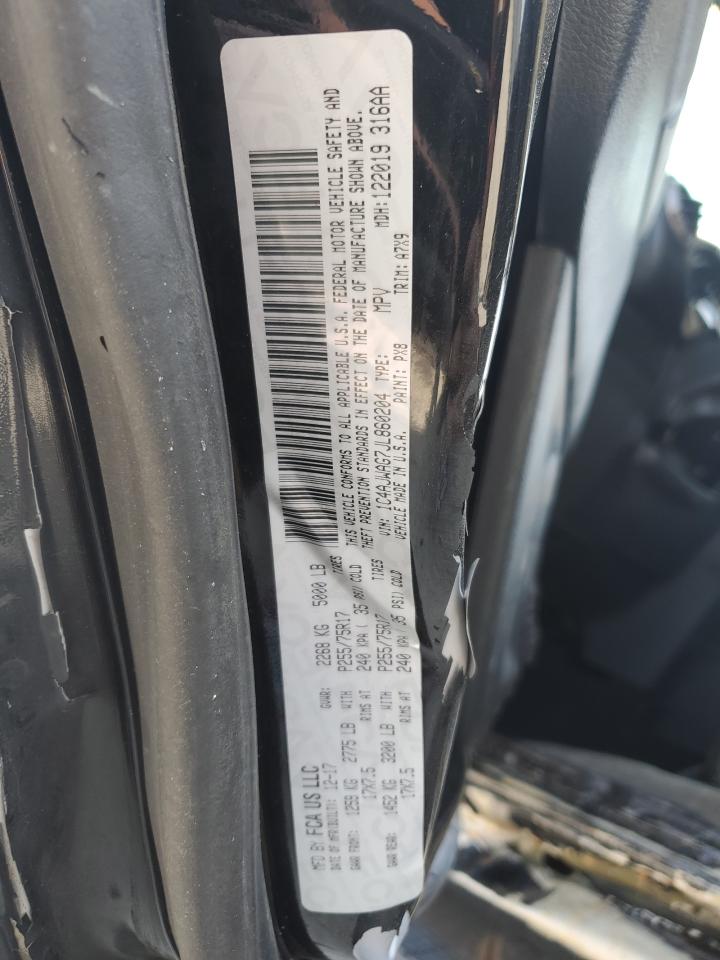 MFD BY: FCA US LLC
DATE OF MFR(BUILT): 12-17 GVWR: 2268 KG 5000 LB
GAWR FRONT: 1259 KG 2775 LB WITH P255/75R17 TIRES
17X7.5 RIMS AT 240 KPA ( 35 PSI) COLD
GAWR REAR: 1452 KG 3200 LB WITH P255/75R17 TIRES
17X7.5 RIMS AT 240 KPA ( 35 PSI) COLD
THIS VEHICLE CONFORMS TO ALL APPLICABLE U.S.A. FEDERAL MOTOR VEHICLE SAFETY AND
THEFT PREVENTION STANDARDS IN EFFECT ON THE DATE OF MANUFACTURE SHOWN ABOVE.
VIN: 1C4AJWAG7JL860204 TYPE: MPV MDH:122019 316AA
VEHICLE MADE IN U.S.A. PAINT: PX8 TRIM: A7X9